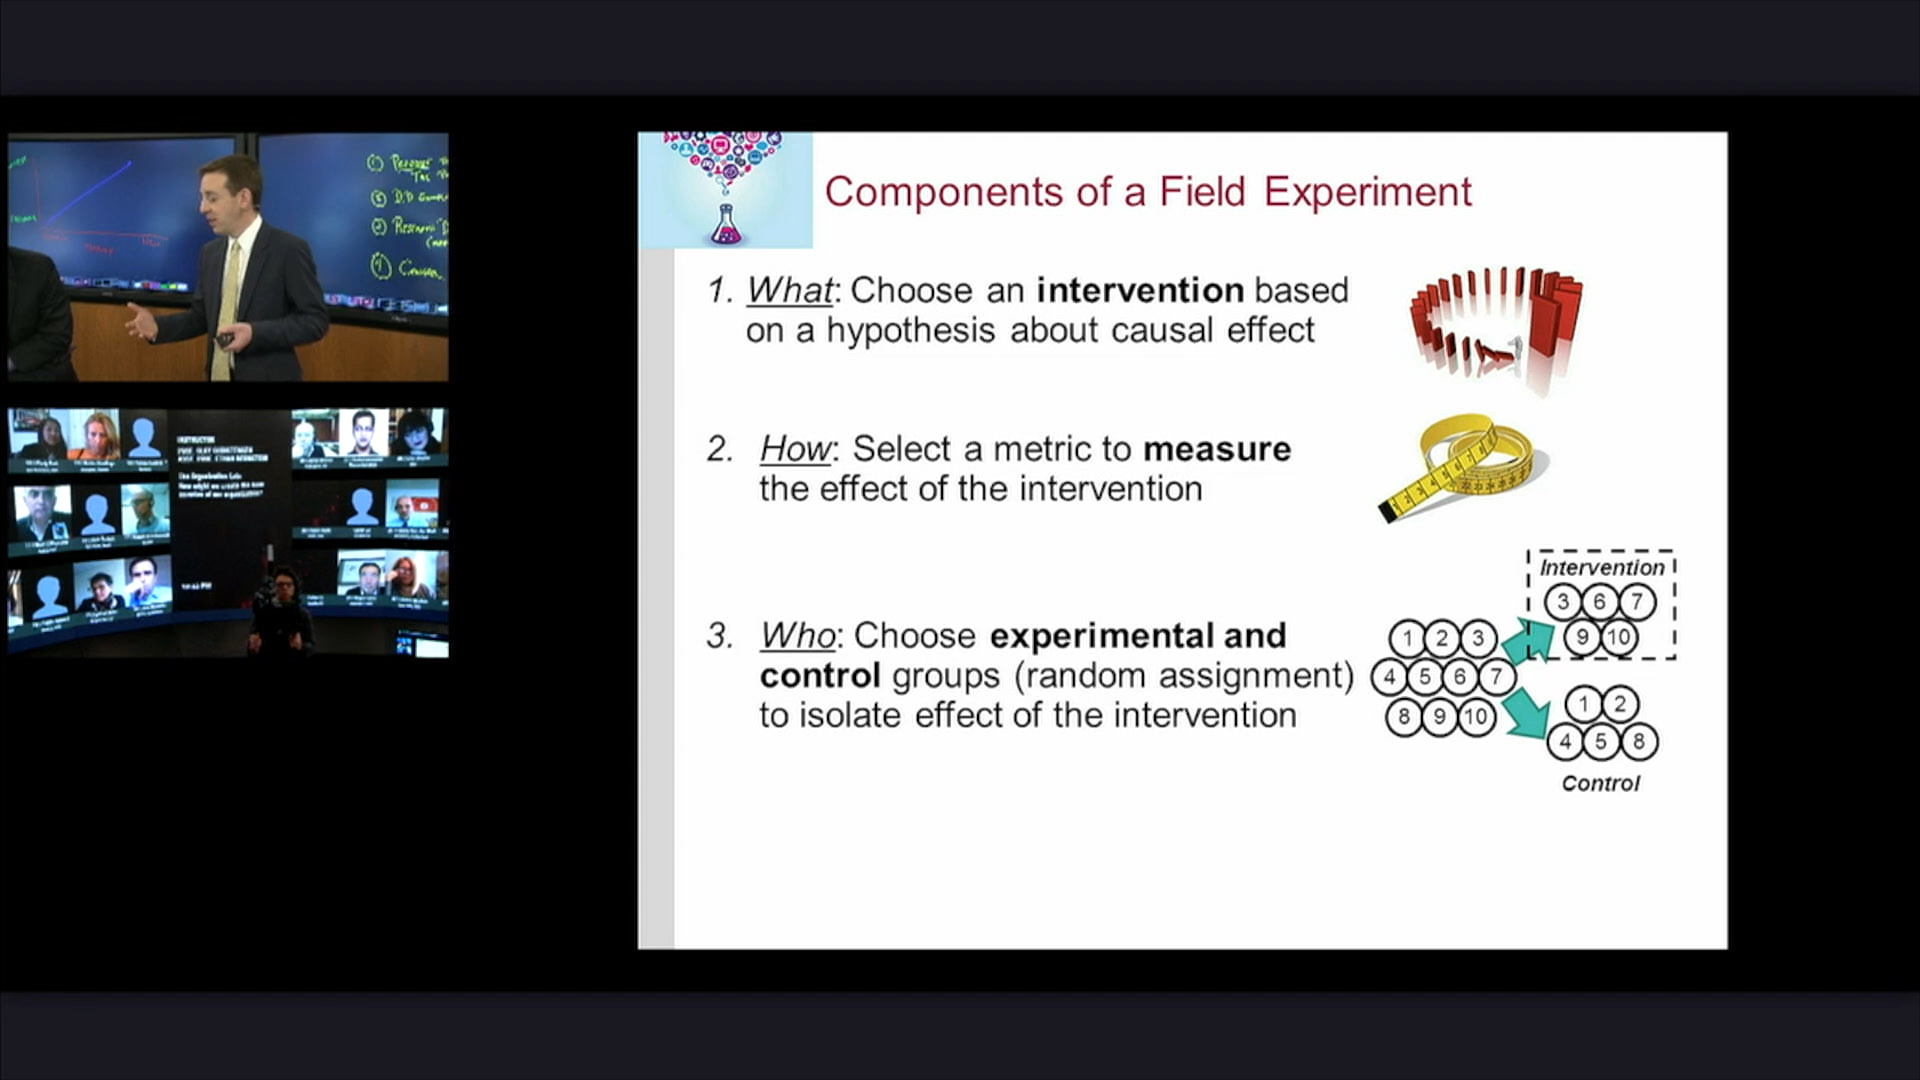 Components of a Field Experiment
1. What: Choose an intervention based
on a hypothesis about causal effect
2. How: Select a metric to measure
the effect of the intervention
3. Who: Choose experimental and
control groups (random assignment)
to isolate effect of the intervention
Intervention
3 6 7
9 10
1 2 3
4 5 6 7
8 9 10
1 2
4 5 8
Control
INSTRUCTOR